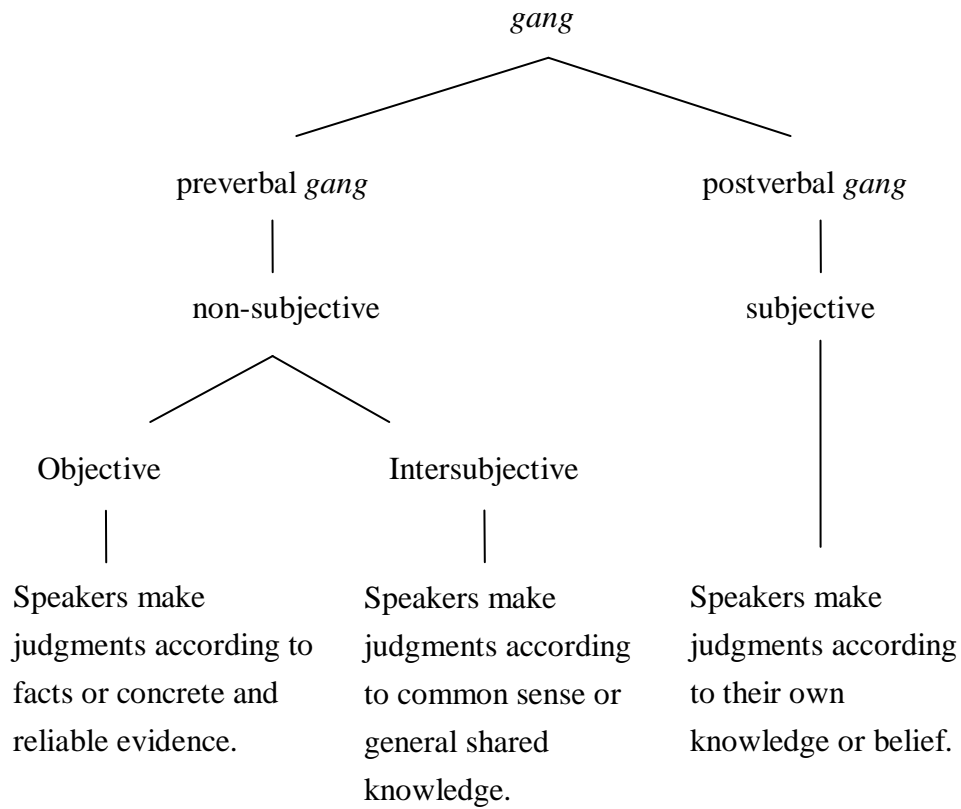 gang
preverbal gang
postverbal gang
non-subjective
subjective
Objective
Intersubjective
Speakers make
judgments according to
facts or concrete and
reliable evidence.
Speakers make
judgments according
to common sense or
general shared
knowledge.
Speakers make
judgments according
to their own
knowledge or belief.